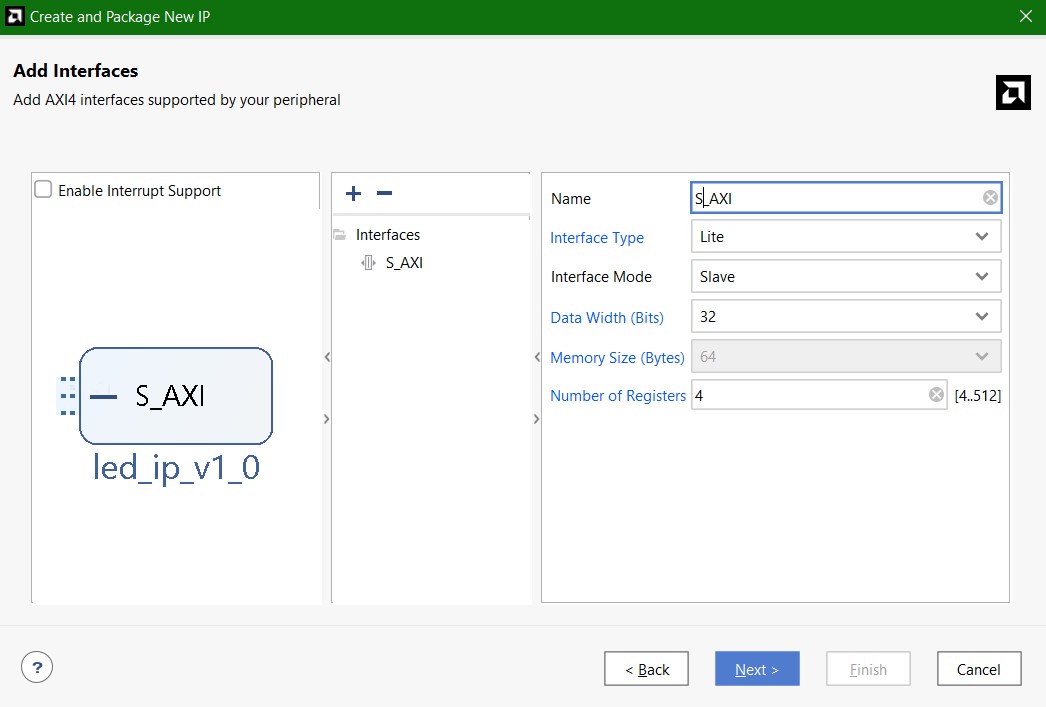 Create and Package New IP
Add Interfaces
Add AXI4 interfaces supported by your peripheral
Enable Interrupt Support
S_AXI
led_ip_v1_0
Interfaces
S_AXI
Name S_AXI
Interface Type Lite
Interface Mode Slave
Data Width (Bits) 32
Memory Size (Bytes) 64
Number of Registers 4 [4..512]
? < Back Next > Finish Cancel